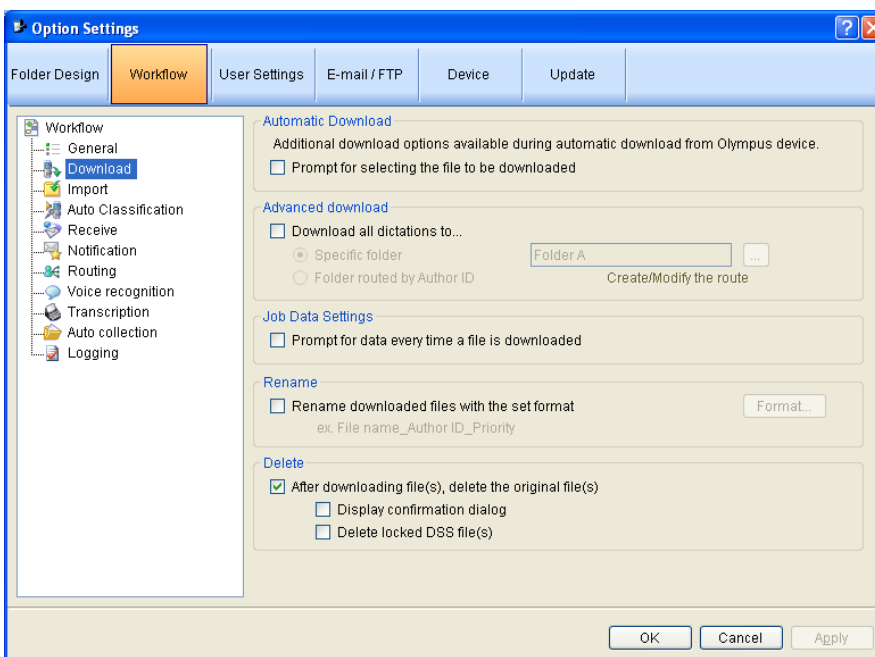 Option Settings
?
Folder Design Workflow User Settings E-mail / FTP Device Update
Workflow
General
Download
Import
Auto Classification
Receive
Notification
Routing
Voice recognition
Transcription
Auto collection
Logging
Automatic Download
Additional download options available during automatic download from Olympus device.
Prompt for selecting the file to be downloaded
Advanced download
Download all dictations to...
Specific folder Folder A ...
Folder routed by Author ID Create/Modify the route
Job Data Settings
Prompt for data every time a file is downloaded
Rename
Rename downloaded files with the set format Format...
ex. File name_Author ID_Priority
Delete
After downloading file(s), delete the original file(s)
Display confirmation dialog
Delete locked DSS file(s)
OK Cancel Apply